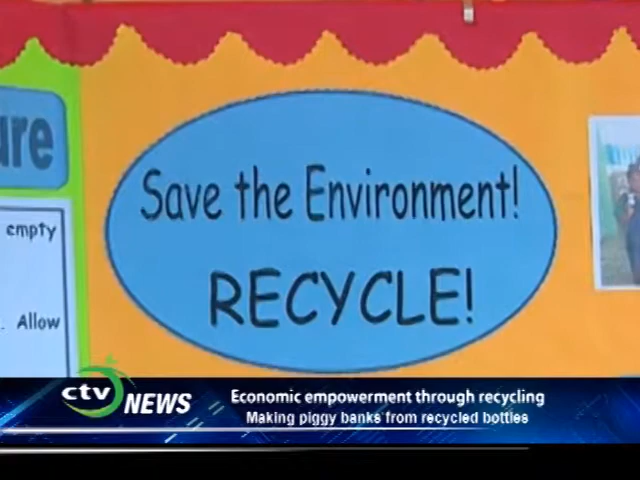 ure
empty
. Allow
Save the Environment!
RECYCLE!
ctv NEWS
Economic empowerment through recycling
Making piggy banks from recycled bottles